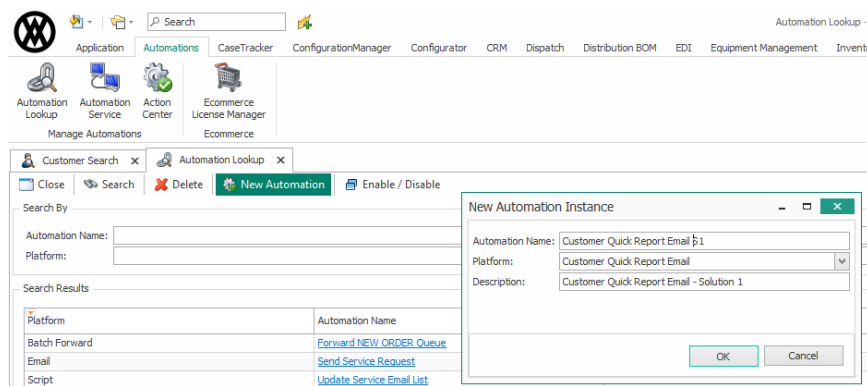 Search
Automation Lookup -
Application Automations CaseTracker ConfigurationManager Configurator CRM Dispatch Distribution BOM EDI Equipment Management Invent
Automation Lookup
Automation Service
Action Center
Ecommerce License Manager
Manage Automations Ecommerce
Customer Search Automation Lookup
Close Search Delete New Automation Enable / Disable
Search By
Automation Name:
Platform:
Search Results
Platform Automation Name
Batch Forward Forward NEW ORDER Queue
Email Send Service Request
Script Update Service Email List
New Automation Instance
Automation Name: Customer Quick Report Email S1
Platform: Customer Quick Report Email
Description: Customer Quick Report Email - Solution 1
OK Cancel